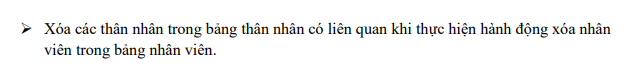 ➢ Xóa các thân nhân trong bảng thân nhân có liên quan khi thực hiện hành động xóa nhân
viên trong bảng nhân viên.